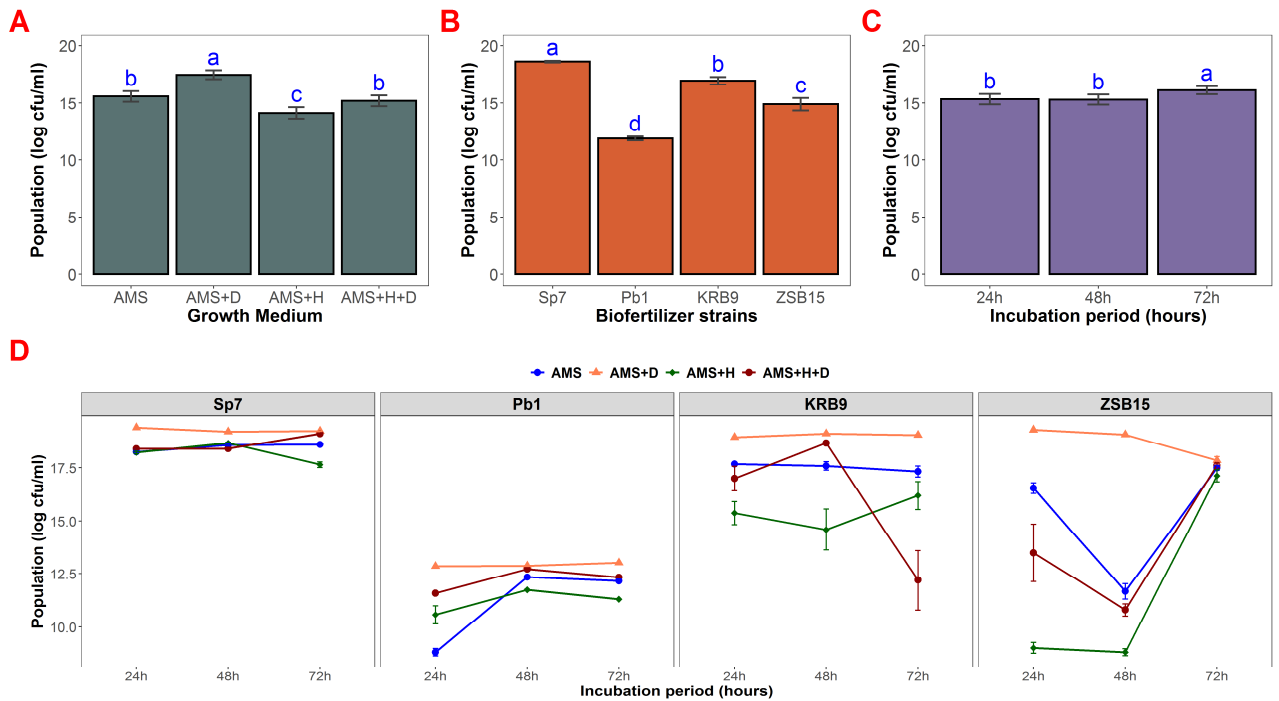 A
Population (log cfu/ml)
20
15
10
5
0
b
a
c
b
AMS AMS+D AMS+H AMS+H+D
Growth Medium
B
Population (log cfu/ml)
20
15
10
5
0
a
d
b
c
Sp7 Pb1 KRB9 ZSB15
Biofertilizer strains
C
Population (log cfu/ml)
20
15
10
5
0
b
b
a
24h 48h 72h
Incubation period (hours)
D
AMS AMS+D AMS+H AMS+H+D
Sp7 Pb1 KRB9 ZSB15
Population (log cfu/ml)
17.5
15.0
12.5
10.0
24h 48h 72h 24h 48h 72h 24h 48h 72h 24h 48h 72h
Incubation period (hours)